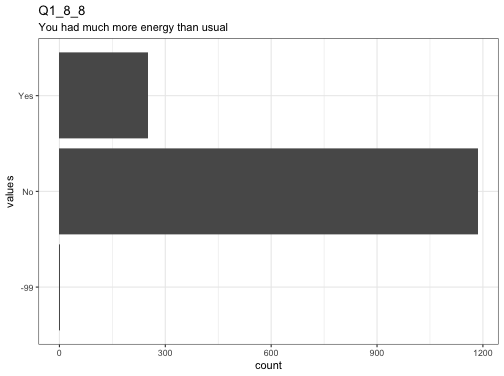 Q1_8_8
You had much more energy than usual
Yes
No
-99
values
0
300
600
900
1200
count